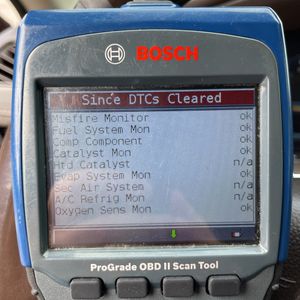 BOSCH
Since DTCs Cleared
Misfire Monitor ok
Fuel System Mon ok
Comp Component ok
Catalyst Mon ok
Htd Catalyst n/a
Evap System Mon ok
Sec Air System n/a
A/C Refrig Mon n/a
Oxygen Sens Mon ok
ProGrade OBD II Scan Tool